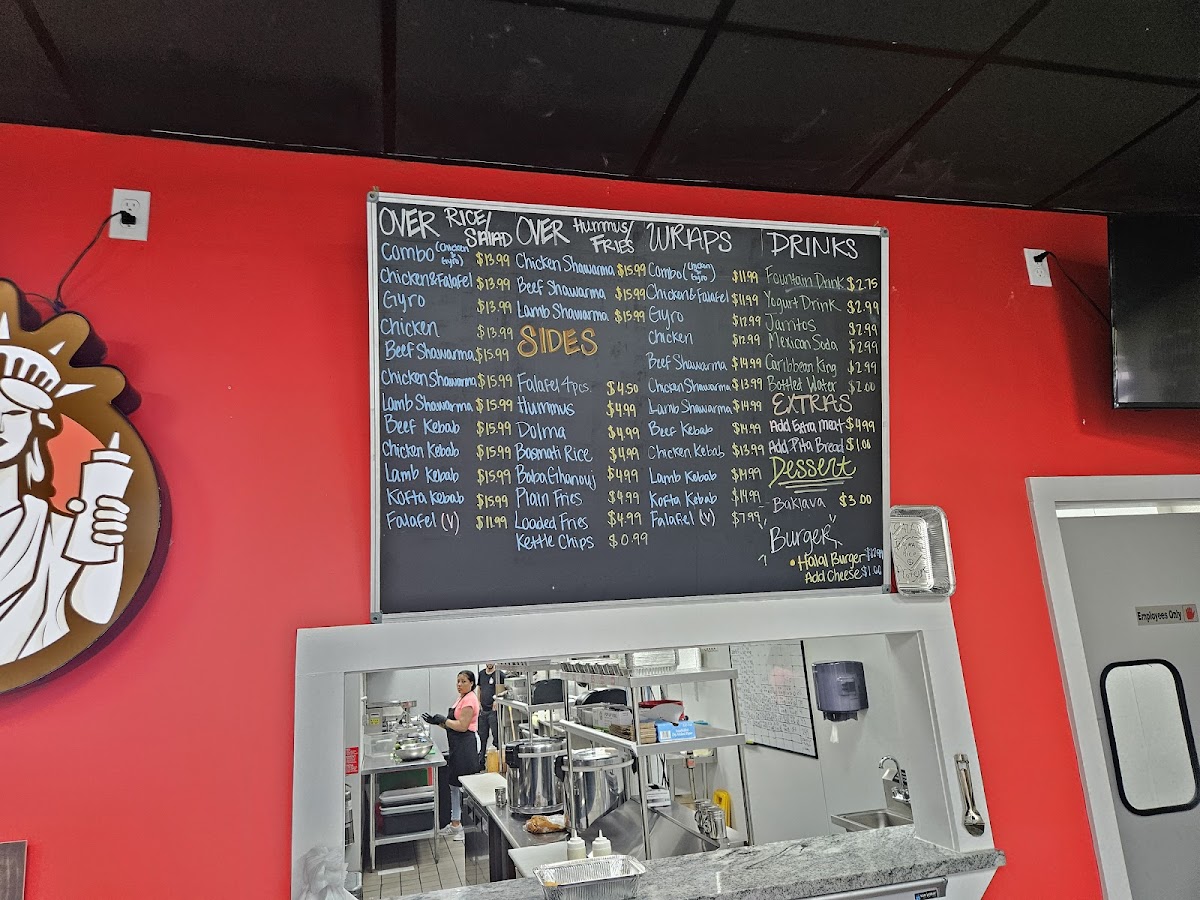 OVER RICE/
SALAD
Combo (Chicken & Gyro) $13.99
Chicken&Falafel $13.99
Gyro $13.99
Chicken $13.99
Beef Shawarma $15.99
Chicken Shawarma $15.99
Lamb Shawarma $15.99
Beef Kebab $15.99
Chicken Kebab $15.99
Lamb Kebab $15.99
Kofta Kebab $15.99
Falafel (V) $11.99
OVER Hummus/
FRIES
Chicken Shawarma $15.99
Beef Shawarma $15.99
Lamb Shawarma $15.99
SIDES
Falafel 4pcs. $4.50
Hummus $4.99
Dolma $4.99
Basmati Rice $4.99
BabaGhanouj $4.99
Plain Fries $4.99
Loaded Fries $4.99
Kettle Chips $0.99
WRAPS
Combo (Chicken & Gyro) $11.99
Chicken&Falafel $11.99
Gyro $12.99
Chicken $12.99
Beef Shawarma $14.99
Chicken Shawarma $13.99
Lamb Shawarma $14.99
Beef Kebab $14.99
Chicken Kebab $13.99
Lamb Kebab $14.99
Kofta Kebab $14.99
Falafel (V) $7.99
DRINKS
Fountain Drink $2.75
Yogurt Drink $2.99
Jarritos $2.99
Mexican Soda $2.99
Caribbean King $2.99
Bottled Water $2.00
EXTRAS
Add Extra meat $4.99
Add Pita Bread $1.00
Dessert
- Baklava $3.00
Burger
• Halal Burger
Add Cheese $1.00
Employees Only